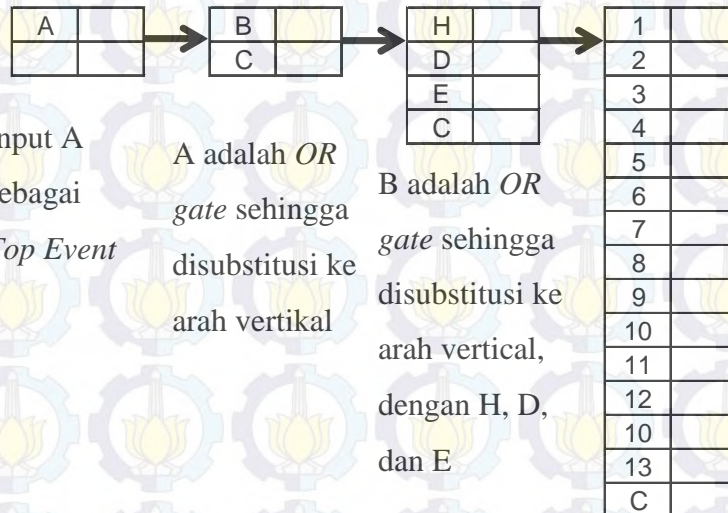 A
B
C
H
D
E
C
1
2
3
4
5
6
7
8
9
10
11
12
10
13
C
nput A
ebagai
Top Event
A adalah OR
gate sehingga
disubstitusi ke
arah vertikal
B adalah OR
gate sehingga
disubstitusi ke
arah vertical,
dengan H, D,
dan E